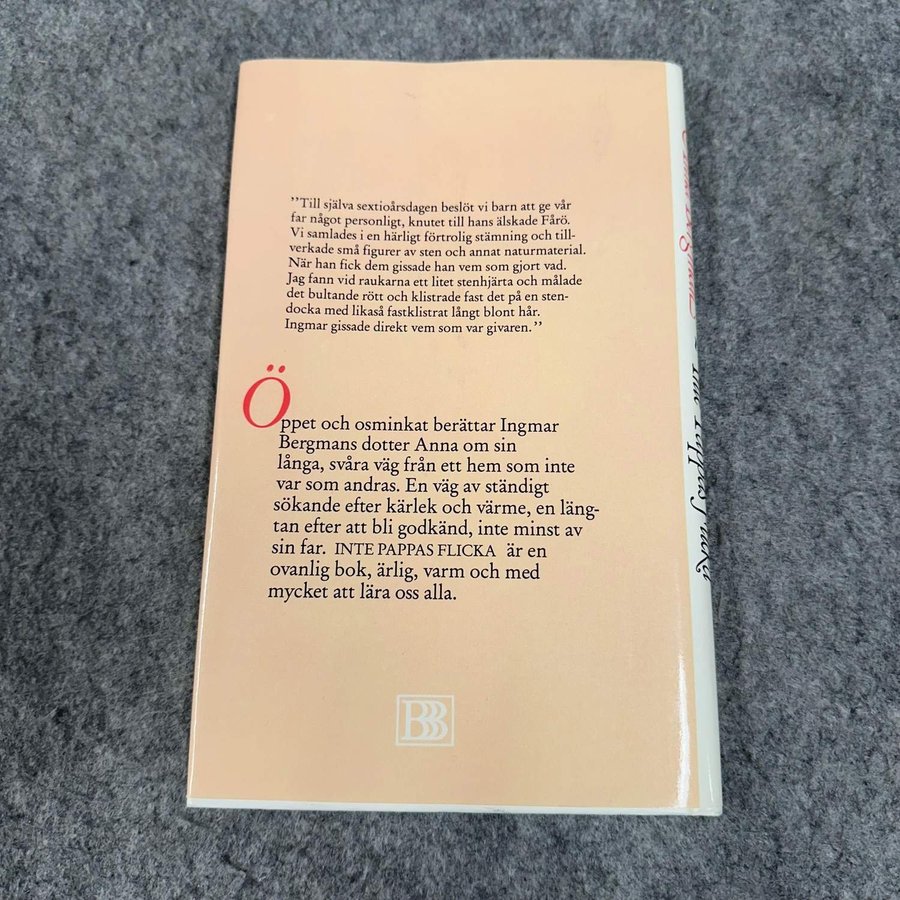 ”Till själva sextioårsdagen beslöt vi barn att ge vår
far något personligt, knutet till hans älskade Fårö.
Vi samlades i en härligt förtrolig stämning och till-
verkade små figurer av sten och annat naturmaterial.
När han fick dem gissade han vem som gjort vad.
Jag fann vid raukarna ett litet stenhjärta och målade
det bultande rött och klistrade fast det på en sten-
docka med likaså fastklistrat långt blont hår.
Ingmar gissade direkt vem som var givaren.”
Öppet och osminkat berättar Ingmar
Bergmans dotter Anna om sin
långa, svåra väg från ett hem som inte
var som andras. En väg av ständigt
sökande efter kärlek och värme, en läng-
tan efter att bli godkänd, inte minst av
sin far. INTE PAPPAS FLICKA är en
ovanlig bok, ärlig, varm och med
mycket att lära oss alla.
BBB
Anna Bergman
Inte Pappas Flicka